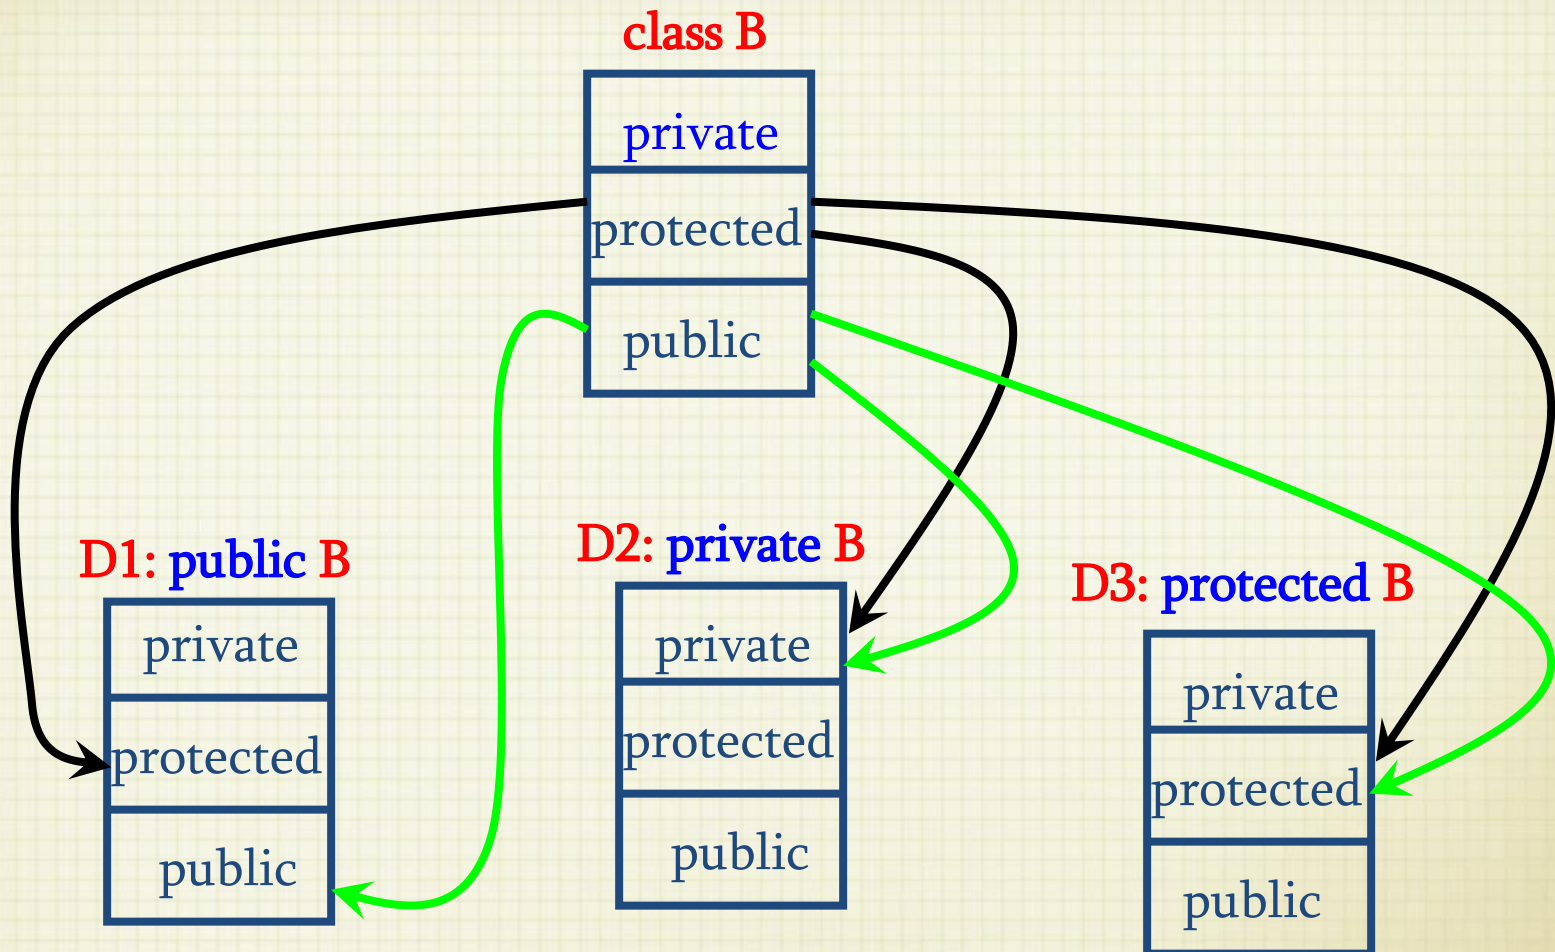 class B
private
protected
public
D1: public B
private
protected
public
D2: private B
private
protected
public
D3: protected B
private
protected
public